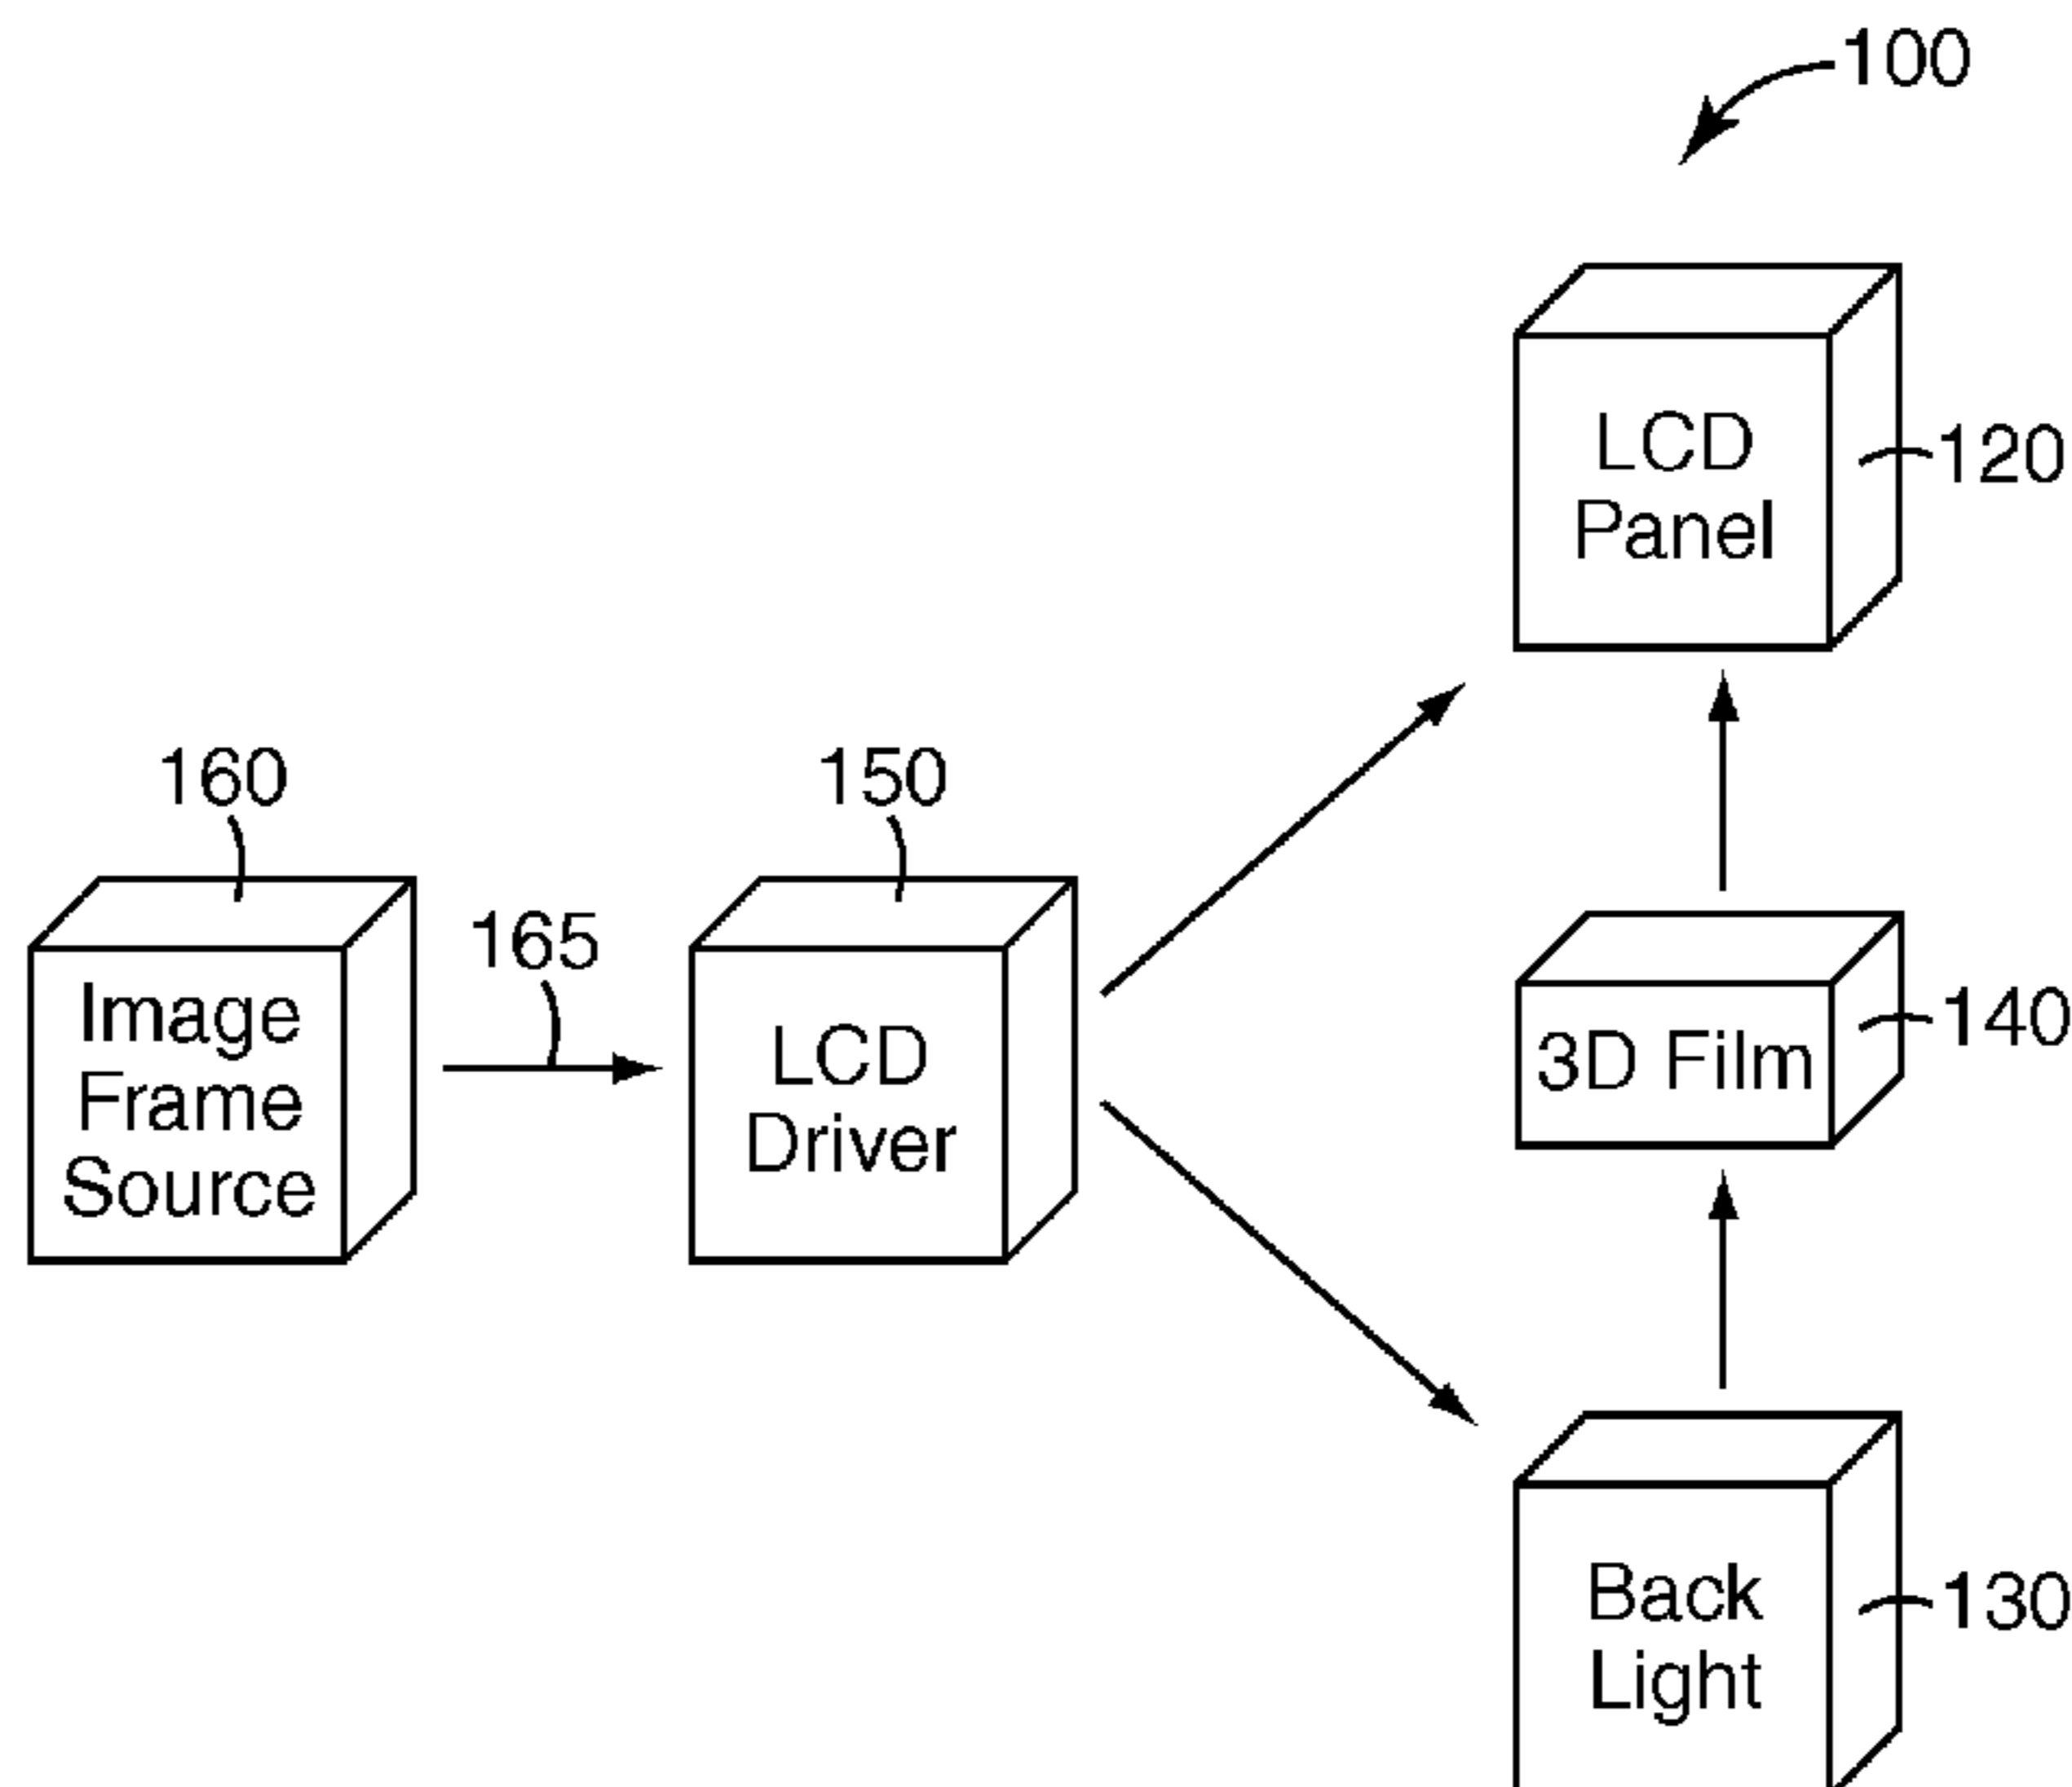 100
LCD
Panel
120
160
150
165
Image
Frame
Source
LCD
Driver
3D Film
140
Back
Light
130